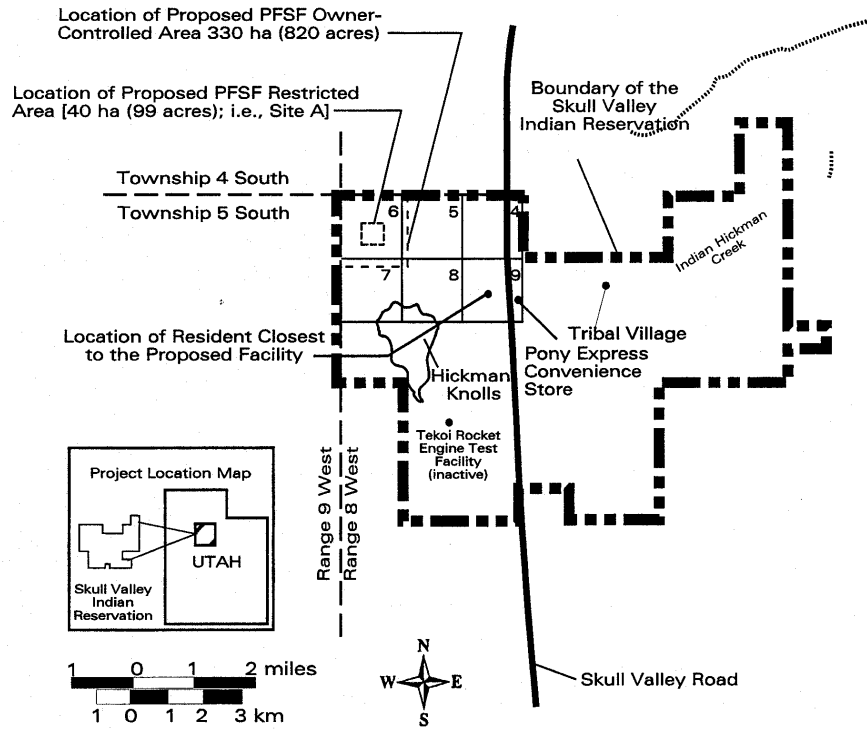 Location of Proposed PFSF Owner-
Controlled Area 330 ha (820 acres)
Location of Proposed PFSF Restricted
Area [40 ha (99 acres); i.e., Site A]
Boundary of the
Skull Valley
Indian Reservation
Township 4 South
Township 5 South
6
5
4
7
8
9
Indian Hickman
Creek
Location of Resident Closest
to the Proposed Facility
Tribal Village
Pony Express
Convenience
Store
Hickman
Knolls
Tekoi Rocket
Engine Test
Facility
(inactive)
Range 9 West
Range 8 West
Project Location Map
UTAH
Skull Valley
Indian
Reservation
N
W
E
S
Skull Valley Road
1 0 1 2 miles
1 0 1 2 3 km